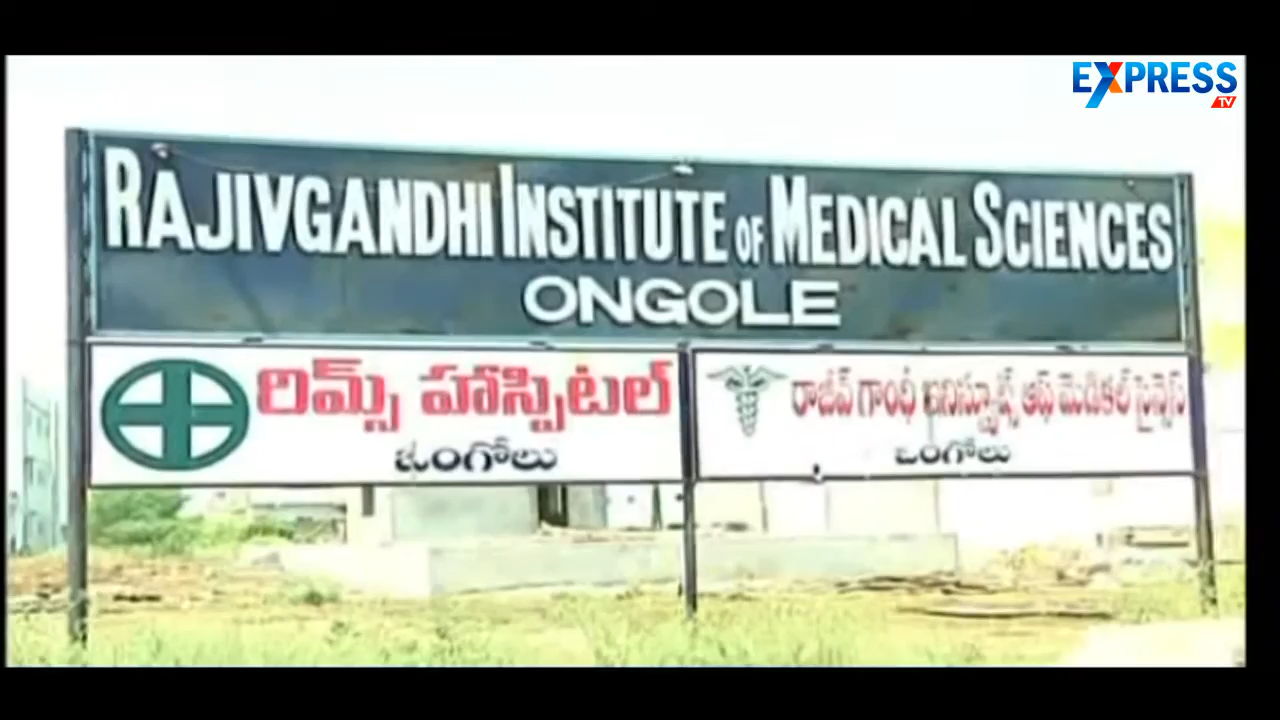 EXPRESS
TV
RAJIVGANDHI INSTITUTE OF MEDICAL SCIENCES
ONGOLE
రిమ్స్ హాస్పిటల్
ఒంగోలు
రాజీవ్ గాంధీ ఇనిస్ట్యూట్స్ ఆఫ్ మెడికల్ సైన్సెస్
ఒంగోలు